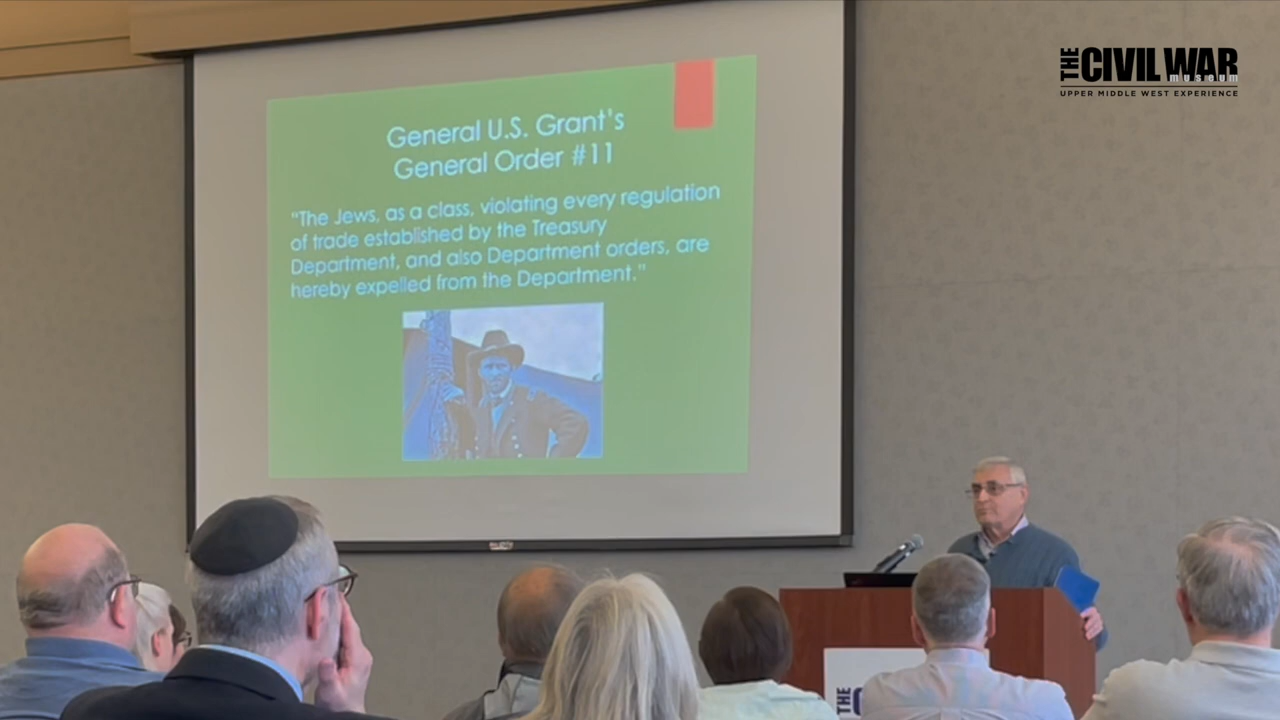 General U.S. Grant's
General Order #11
"The Jews, as a class, violating every regulation
of trade established by the Treasury
Department, and also Department orders, are
hereby expelled from the Department."
THE CIVIL WAR
museum
UPPER MIDDLE WEST EXPERIENCE
THE